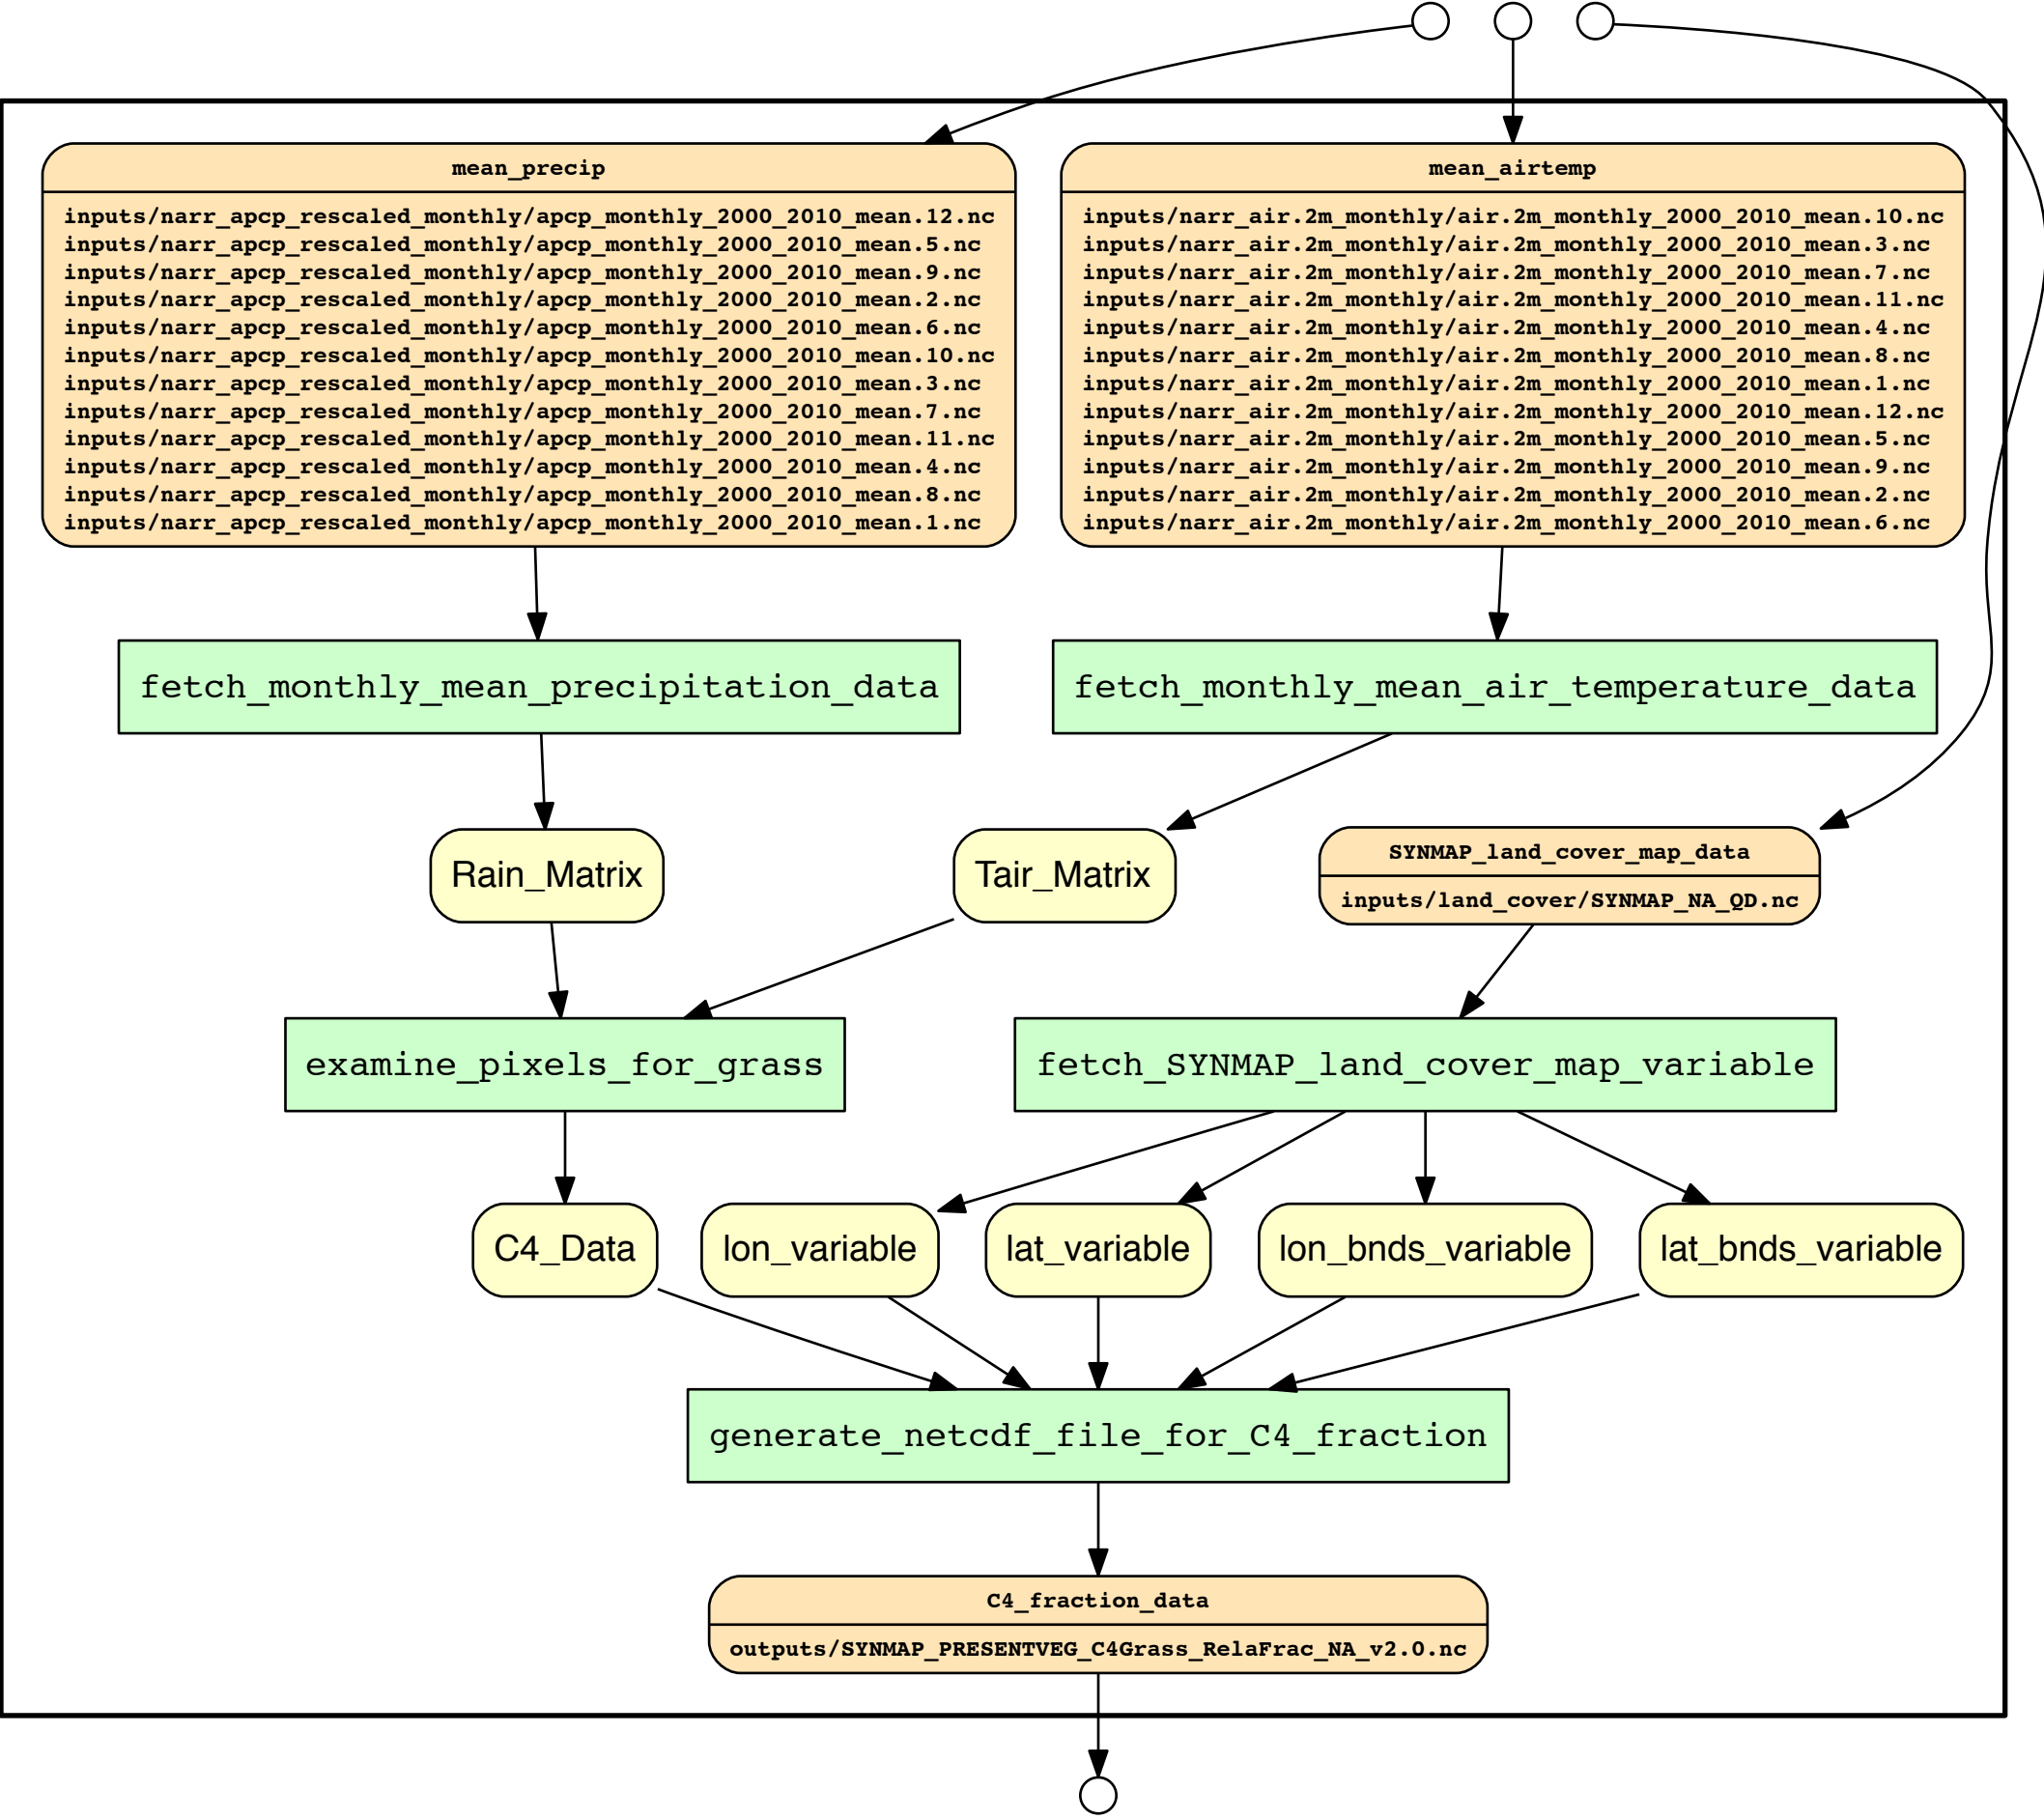 mean_precip
inputs/narr_apcp_rescaled_monthly/apcp_monthly_2000_2010_mean.12.nc
inputs/narr_apcp_rescaled_monthly/apcp_monthly_2000_2010_mean.5.nc
inputs/narr_apcp_rescaled_monthly/apcp_monthly_2000_2010_mean.9.nc
inputs/narr_apcp_rescaled_monthly/apcp_monthly_2000_2010_mean.2.nc
inputs/narr_apcp_rescaled_monthly/apcp_monthly_2000_2010_mean.6.nc
inputs/narr_apcp_rescaled_monthly/apcp_monthly_2000_2010_mean.10.nc
inputs/narr_apcp_rescaled_monthly/apcp_monthly_2000_2010_mean.3.nc
inputs/narr_apcp_rescaled_monthly/apcp_monthly_2000_2010_mean.7.nc
inputs/narr_apcp_rescaled_monthly/apcp_monthly_2000_2010_mean.11.nc
inputs/narr_apcp_rescaled_monthly/apcp_monthly_2000_2010_mean.4.nc
inputs/narr_apcp_rescaled_monthly/apcp_monthly_2000_2010_mean.8.nc
inputs/narr_apcp_rescaled_monthly/apcp_monthly_2000_2010_mean.1.nc
mean_airtemp
inputs/narr_air.2m_monthly/air.2m_monthly_2000_2010_mean.10.nc
inputs/narr_air.2m_monthly/air.2m_monthly_2000_2010_mean.3.nc
inputs/narr_air.2m_monthly/air.2m_monthly_2000_2010_mean.7.nc
inputs/narr_air.2m_monthly/air.2m_monthly_2000_2010_mean.11.nc
inputs/narr_air.2m_monthly/air.2m_monthly_2000_2010_mean.4.nc
inputs/narr_air.2m_monthly/air.2m_monthly_2000_2010_mean.8.nc
inputs/narr_air.2m_monthly/air.2m_monthly_2000_2010_mean.1.nc
inputs/narr_air.2m_monthly/air.2m_monthly_2000_2010_mean.12.nc
inputs/narr_air.2m_monthly/air.2m_monthly_2000_2010_mean.5.nc
inputs/narr_air.2m_monthly/air.2m_monthly_2000_2010_mean.9.nc
inputs/narr_air.2m_monthly/air.2m_monthly_2000_2010_mean.2.nc
inputs/narr_air.2m_monthly/air.2m_monthly_2000_2010_mean.6.nc
fetch_monthly_mean_precipitation_data
fetch_monthly_mean_air_temperature_data
Rain_Matrix
Tair_Matrix
SYNMAP_land_cover_map_data
inputs/land_cover/SYNMAP_NA_QD.nc
examine_pixels_for_grass
fetch_SYNMAP_land_cover_map_variable
C4_Data
lon_variable
lat_variable
lon_bnds_variable
lat_bnds_variable
generate_netcdf_file_for_C4_fraction
C4_fraction_data
outputs/SYNMAP_PRESENTVEG_C4Grass_RelaFrac_NA_v2.0.nc